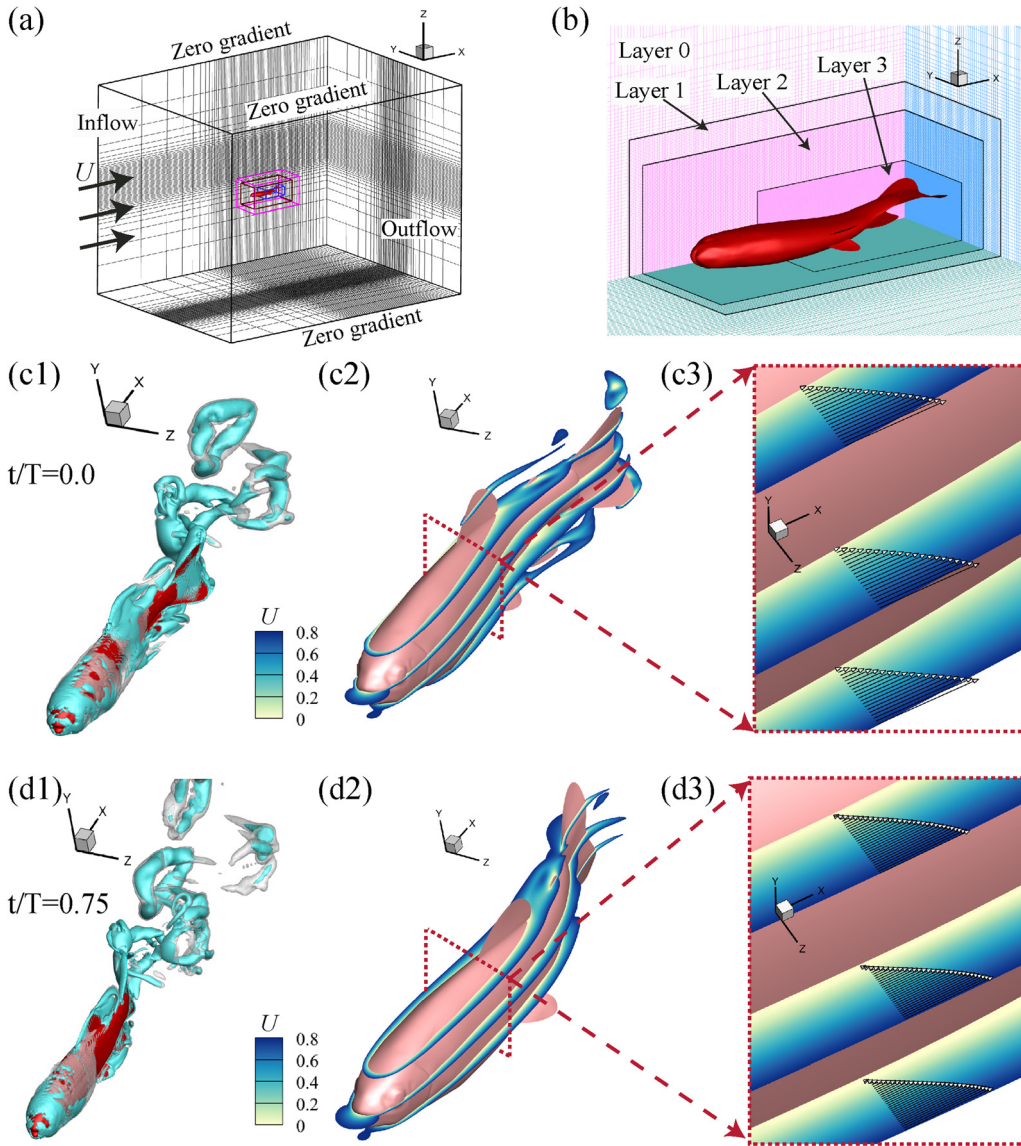 (a)
Zero gradient
Z
Y
X
Zero gradient
Inflow
U
Outflow
Zero gradient
(b)
Layer 0
Layer 1
Layer 2
Layer 3
Z
Y
X
(c1)
Y
X
Z
t/T=0.0
U
0.8
0.6
0.4
0.2
0
(c2)
Y
X
Z
(c3)
Y
X
Z
(d1)
Y
X
Z
t/T=0.75
U
0.8
0.6
0.4
0.2
0
(d2)
Y
X
Z
(d3)
Y
X
Z